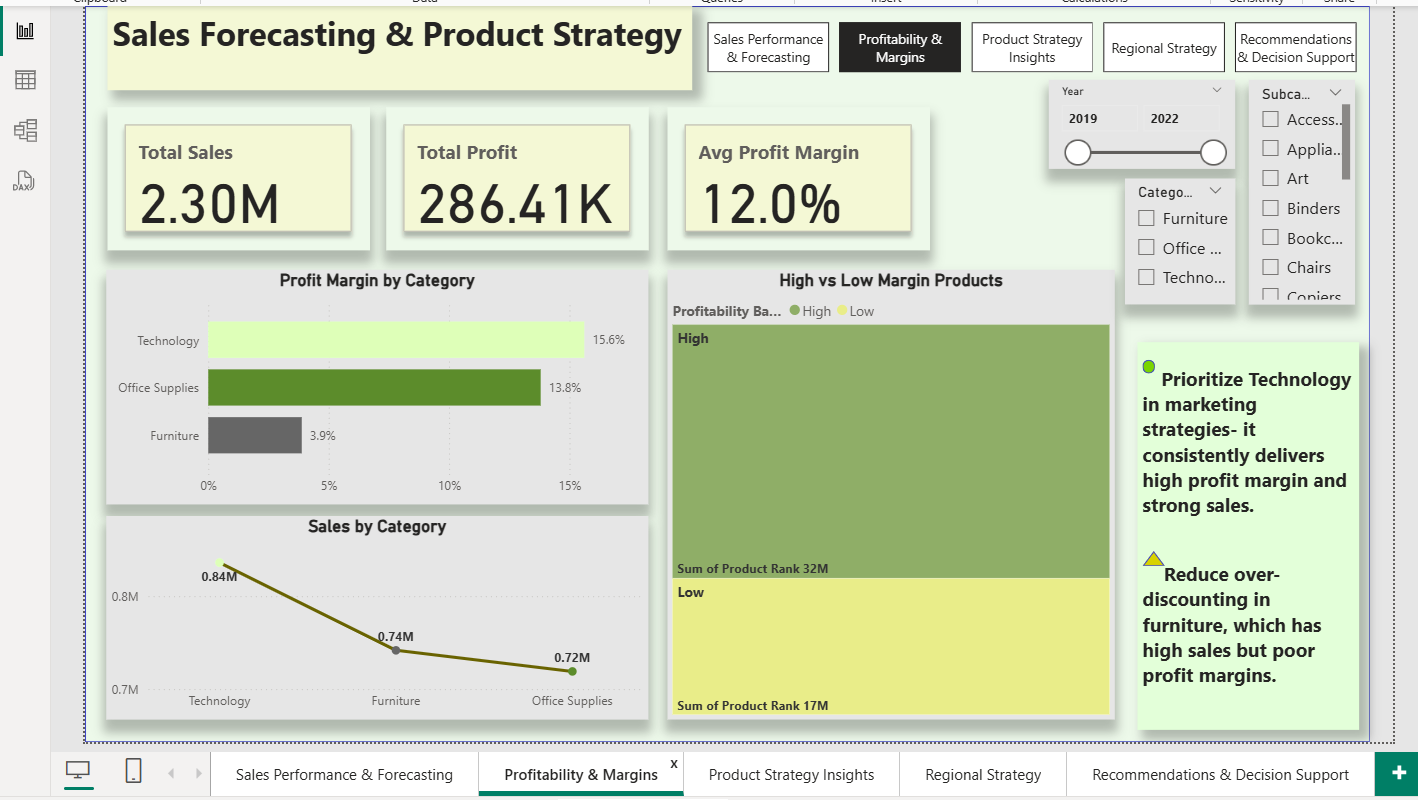 Sales Forecasting & Product Strategy
Sales Performance
& Forecasting
Profitability &
Margins
Product Strategy
Insights
Regional Strategy
Recommendations
& Decision Support
Year
2019
2022
Subca...
Access..
Applia..
Art
Binders
Bookc...
Chairs
Copiers
Catego...
Furniture
Office ...
Techno...
Total Sales
2.30M
Total Profit
286.41K
Avg Profit Margin
12.0%
Profit Margin by Category
Technology
15.6%
Office Supplies
13.8%
Furniture
3.9%
0%
5%
10%
15%
Sales by Category
0.84M
0.8M
0.74M
0.72M
0.7M
Technology
Furniture
Office Supplies
High vs Low Margin Products
Profitability Ba...
High
Low
High
Sum of Product Rank 32M
Low
Sum of Product Rank 17M
Prioritize Technology
in marketing
strategies- it
consistently delivers
high profit margin and
strong sales.
Reduce over-
discounting in
furniture, which has
high sales but poor
profit margins.
DAX
Sales Performance & Forecasting
Profitability & Margins
x
Product Strategy Insights
Regional Strategy
Recommendations & Decision Support
+